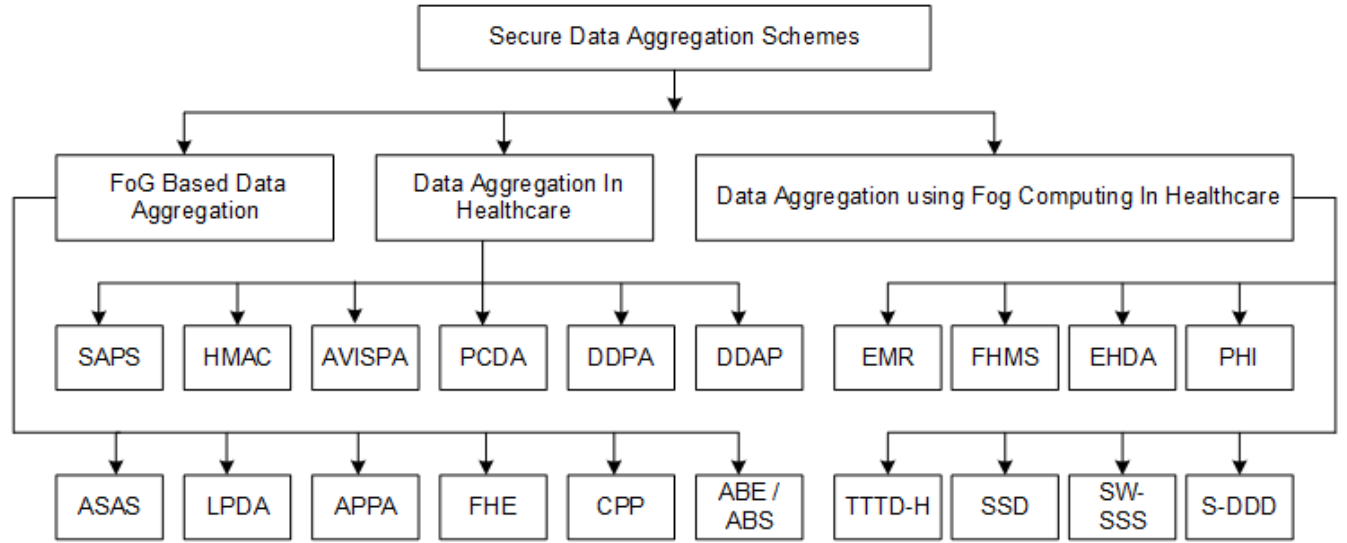 Secure Data Aggregation Schemes
FoG Based Data
Aggregation
Data Aggregation In
Healthcare
Data Aggregation using Fog Computing In Healthcare
SAPS
HMAC
AVISPA
PCDA
DDPA
DDAP
EMR
FHMS
EHDA
PHI
ASAS
LPDA
APPA
FHE
CPP
ABE /
ABS
TTTD-H
SSD
SW-
SSS
S-DDD